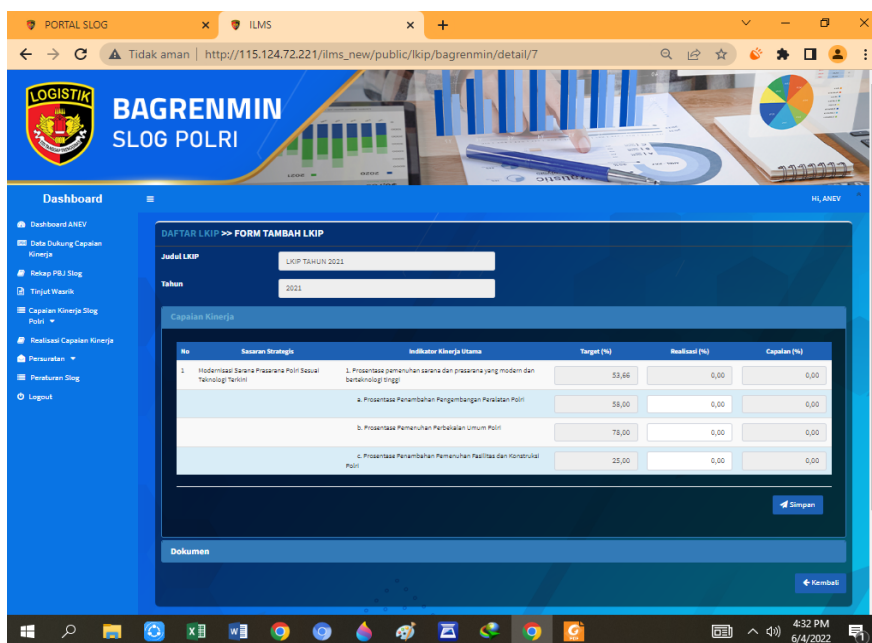 PORTAL SLOG
ILMS
Tidak aman
http://115.124.72.221/ilms_new/public/lkip/bagrenmin/detail/7
LOGISTIK
BAGRENMIN
SLOG POLRI
Dashboard
Hi, ANEV
Dashboard ANEV
Data Dukung Capaian
Kinerja
Rekap PBJ Slog
Tinjut Wasrik
Capaian Kinerja Slog
Polri
Realisasi Capaian Kinerja
Persuratan
Peraturan Slog
Logout
DAFTAR LKIP >> FORM TAMBAH LKIP
Judul LKIP
LKIP TAHUN 2021
Tahun
2021
Capaian Kinerja
No Sasaran Strategis Indikator Kinerja Utama Target (%) Realisasi (%) Capaian (%)
1 Modernisasi Sarana Prasarana Polri Sesuai 1. Prosentase pemenuhan sarana dan prasarana yang modern dan 53,66 0,00 0,00
Teknologi Terkini berteknologi tinggi
a. Prosentase Penambahan Pengembangan Peralatan Polri 58,00 0,00 0,00
b. Prosentase Pemenuhan Perbekalan Umum Polri 78,00 0,00 0,00
c. Prosentase Penambahan Pemenuhan Fasilitas dan Konstruksi 25,00 0,00 0,00
Polri
Simpan
Dokumen
Kembali
4:32 PM
6/4/2022